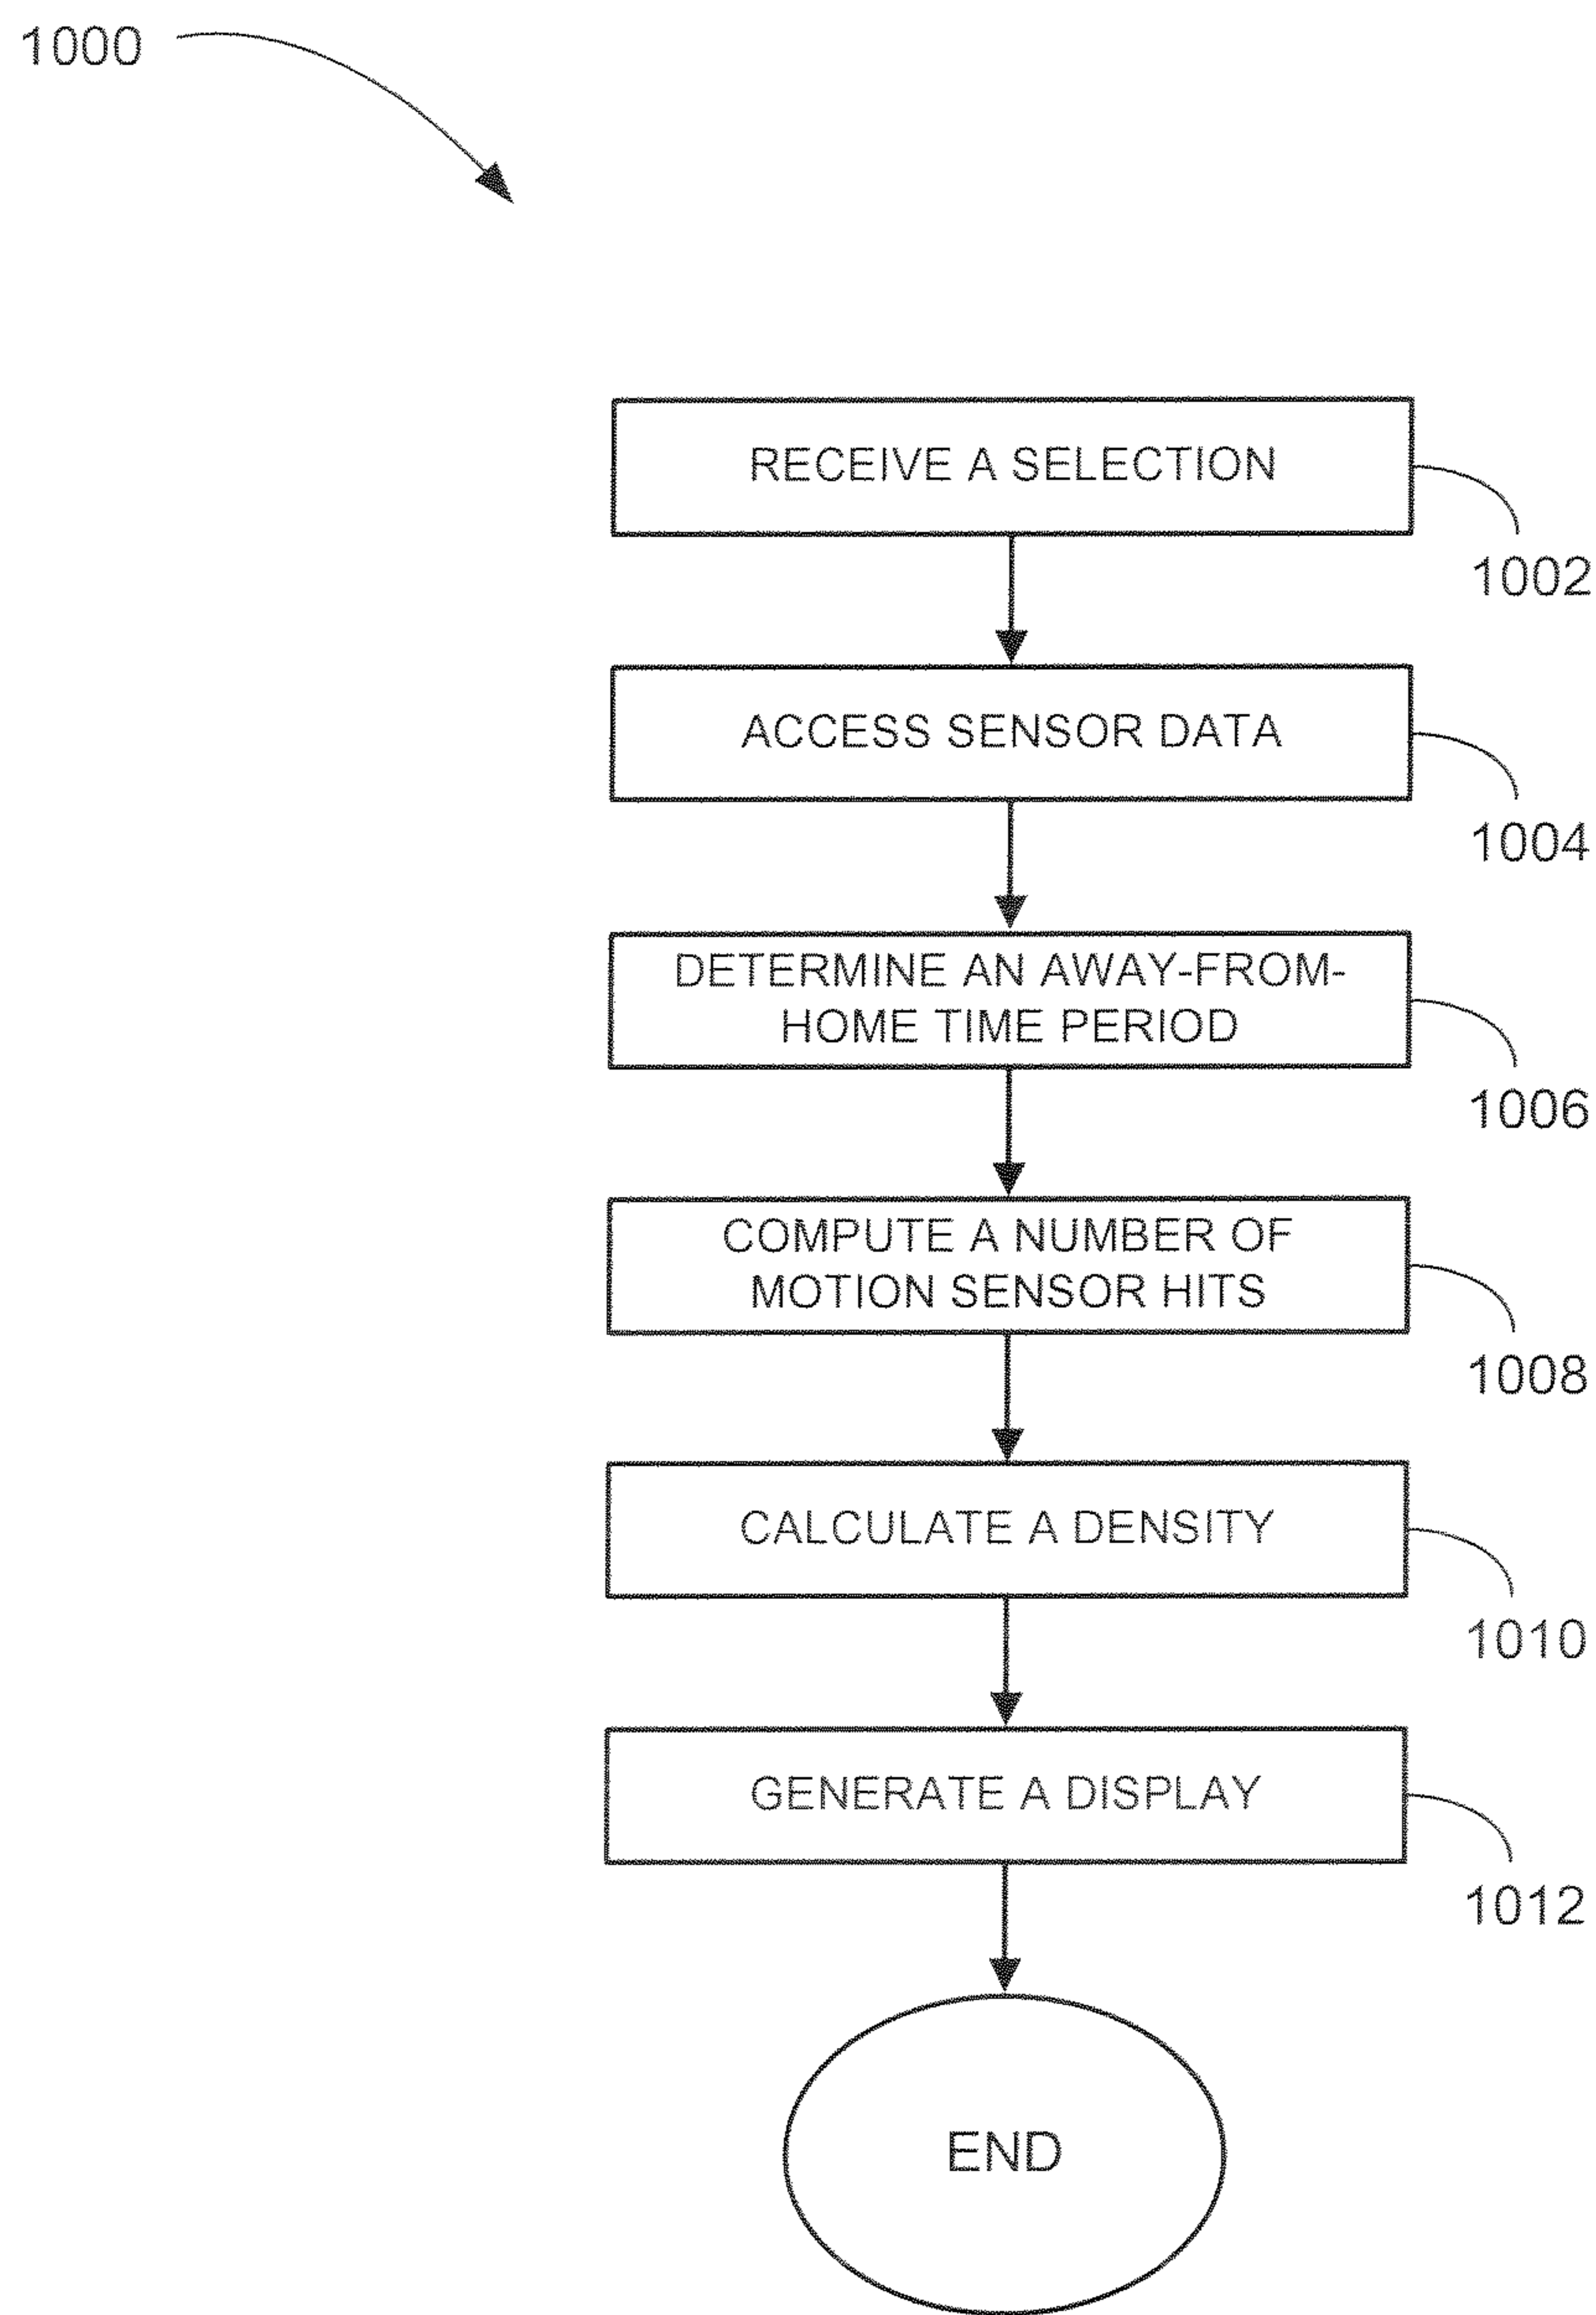 1000
RECEIVE A SELECTION
1002
ACCESS SENSOR DATA
1004
DETERMINE AN AWAY-FROM-
HOME TIME PERIOD
1006
COMPUTE A NUMBER OF
MOTION SENSOR HITS
1008
CALCULATE A DENSITY
1010
GENERATE A DISPLAY
1012
END